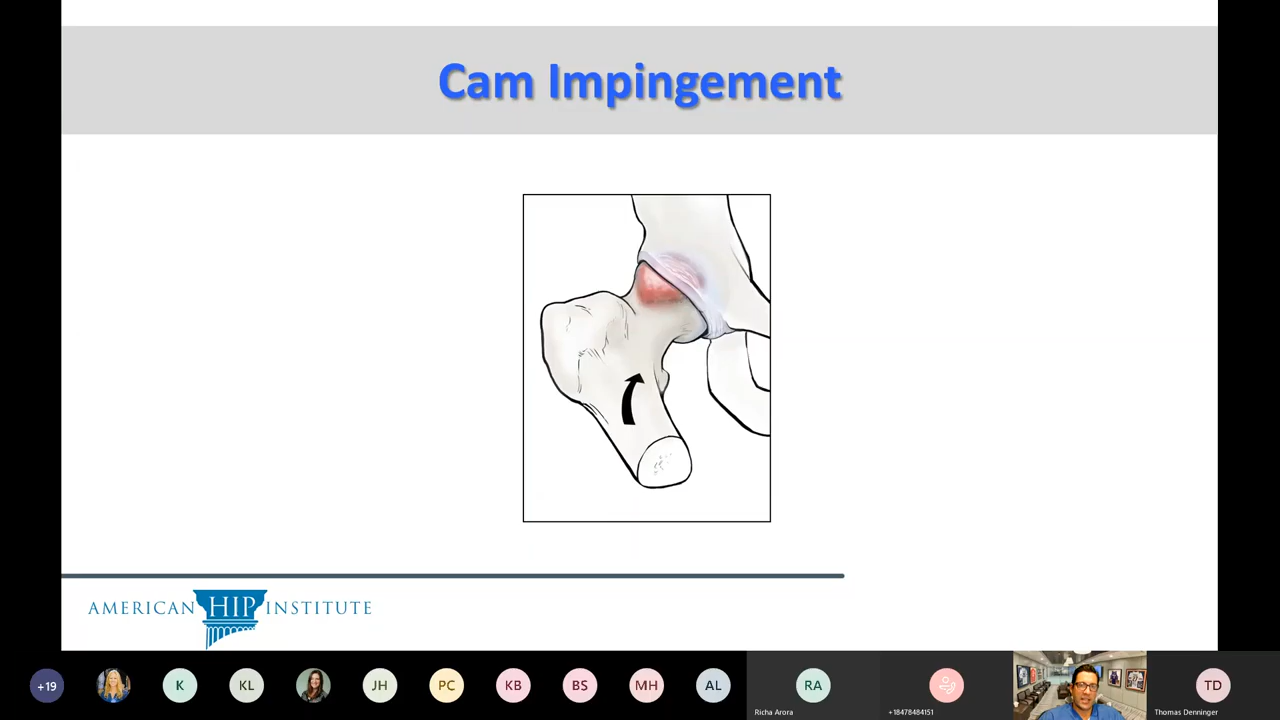 Cam Impingement
AMERICAN HIP INSTITUTE
+19
K
KL
JH
PC
KB
BS
MH
AL
RA
TD
Richa Arora
+18478484151
Thomas Denninger